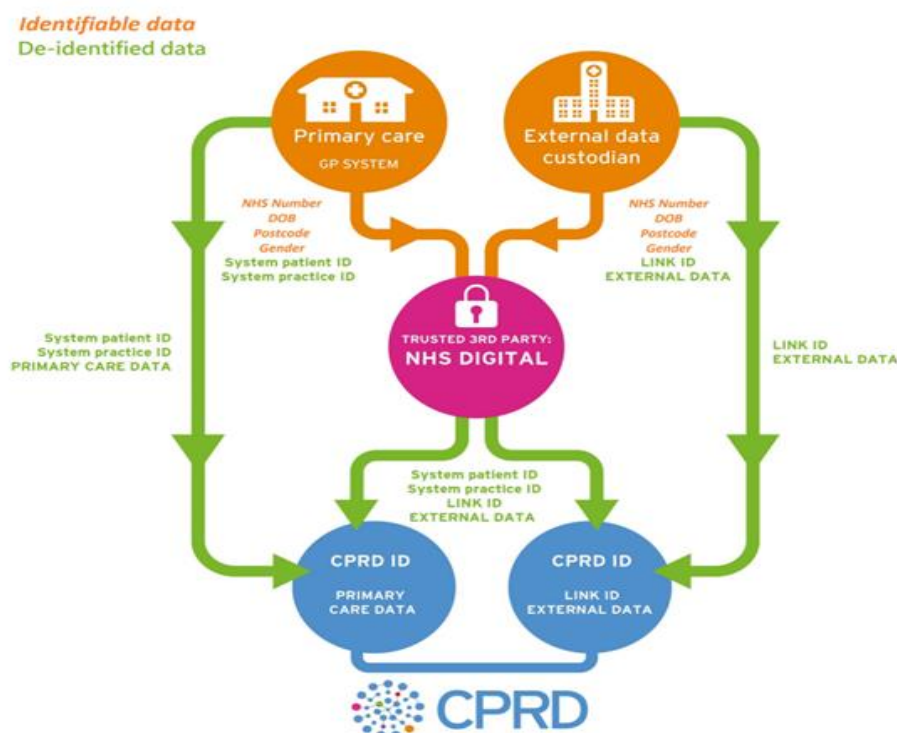 Identifiable data
De-identified data
Primary care
GP SYSTEM
External data
custodian
NHS Number
DOB
Postcode
Gender
System patient ID
System practice ID
NHS Number
DOB
Postcode
Gender
LINK ID
EXTERNAL DATA
TRUSTED 3RD PARTY:
NHS DIGITAL
System patient ID
System practice ID
PRIMARY CARE DATA
LINK ID
EXTERNAL DATA
System patient ID
System practice ID
LINK ID
EXTERNAL DATA
CPRD ID
PRIMARY
CARE DATA
CPRD ID
LINK ID
EXTERNAL DATA
CPRD